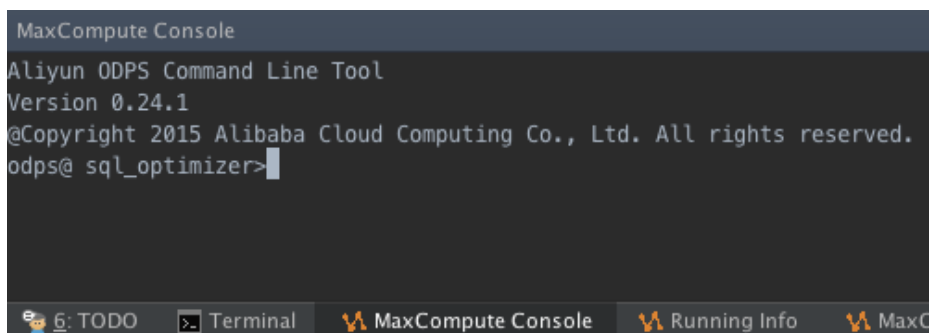 MaxCompute Console
Aliyun ODPS Command Line Tool
Version 0.24.1
@Copyright 2015 Alibaba Cloud Computing Co., Ltd. All rights reserved.
odps@ sql_optimizer>
6: TODO Terminal MaxCompute Console Running Info MaxC